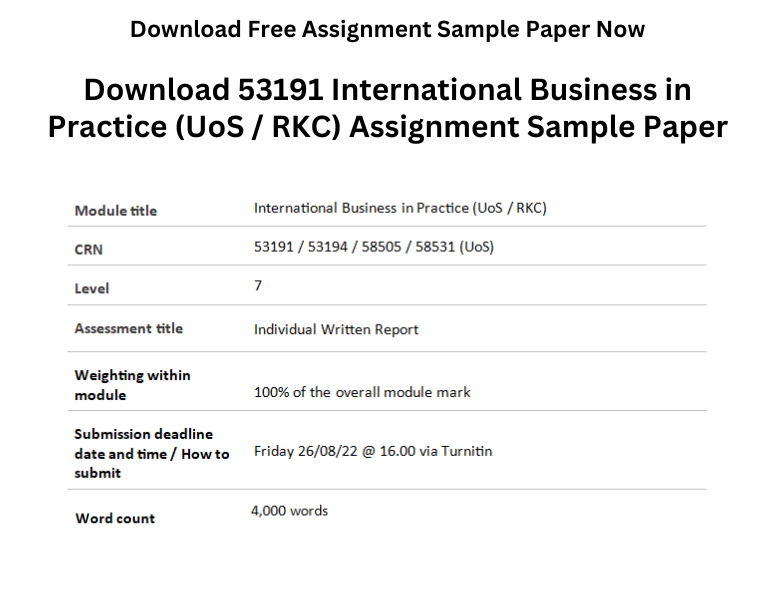 Download Free Assignment Sample Paper Now
Download 53191 International Business in
Practice (UoS / RKC) Assignment Sample Paper
Module title
International Business in Practice (UoS / RKC)
CRN
53191 / 53194 / 58505 / 58531 (UoS)
Level
7
Assessment title
Individual Written Report
Weighting within
module
100% of the overall module mark
Submission deadline
date and time / How to
submit
Friday 26/08/22 @ 16.00 via Turnitin
Word count
4,000 words